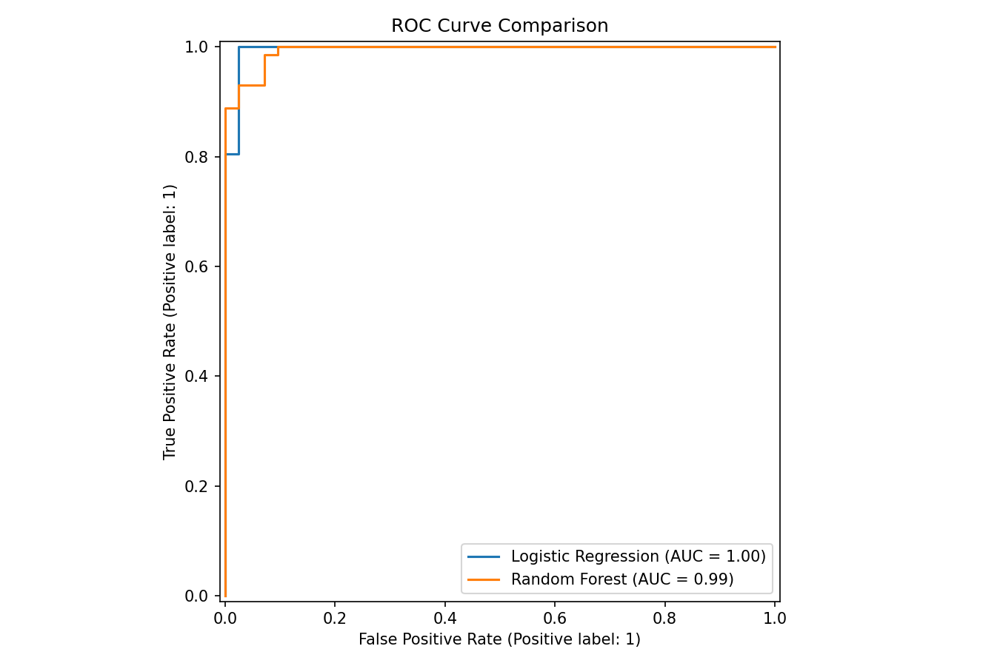 ROC Curve Comparison
1.0
0.8
0.6
0.4
0.2
0.0
True Positive Rate (Positive label: 1)
Logistic Regression (AUC = 1.00)
Random Forest (AUC = 0.99)
0.0 0.2 0.4 0.6 0.8 1.0
False Positive Rate (Positive label: 1)